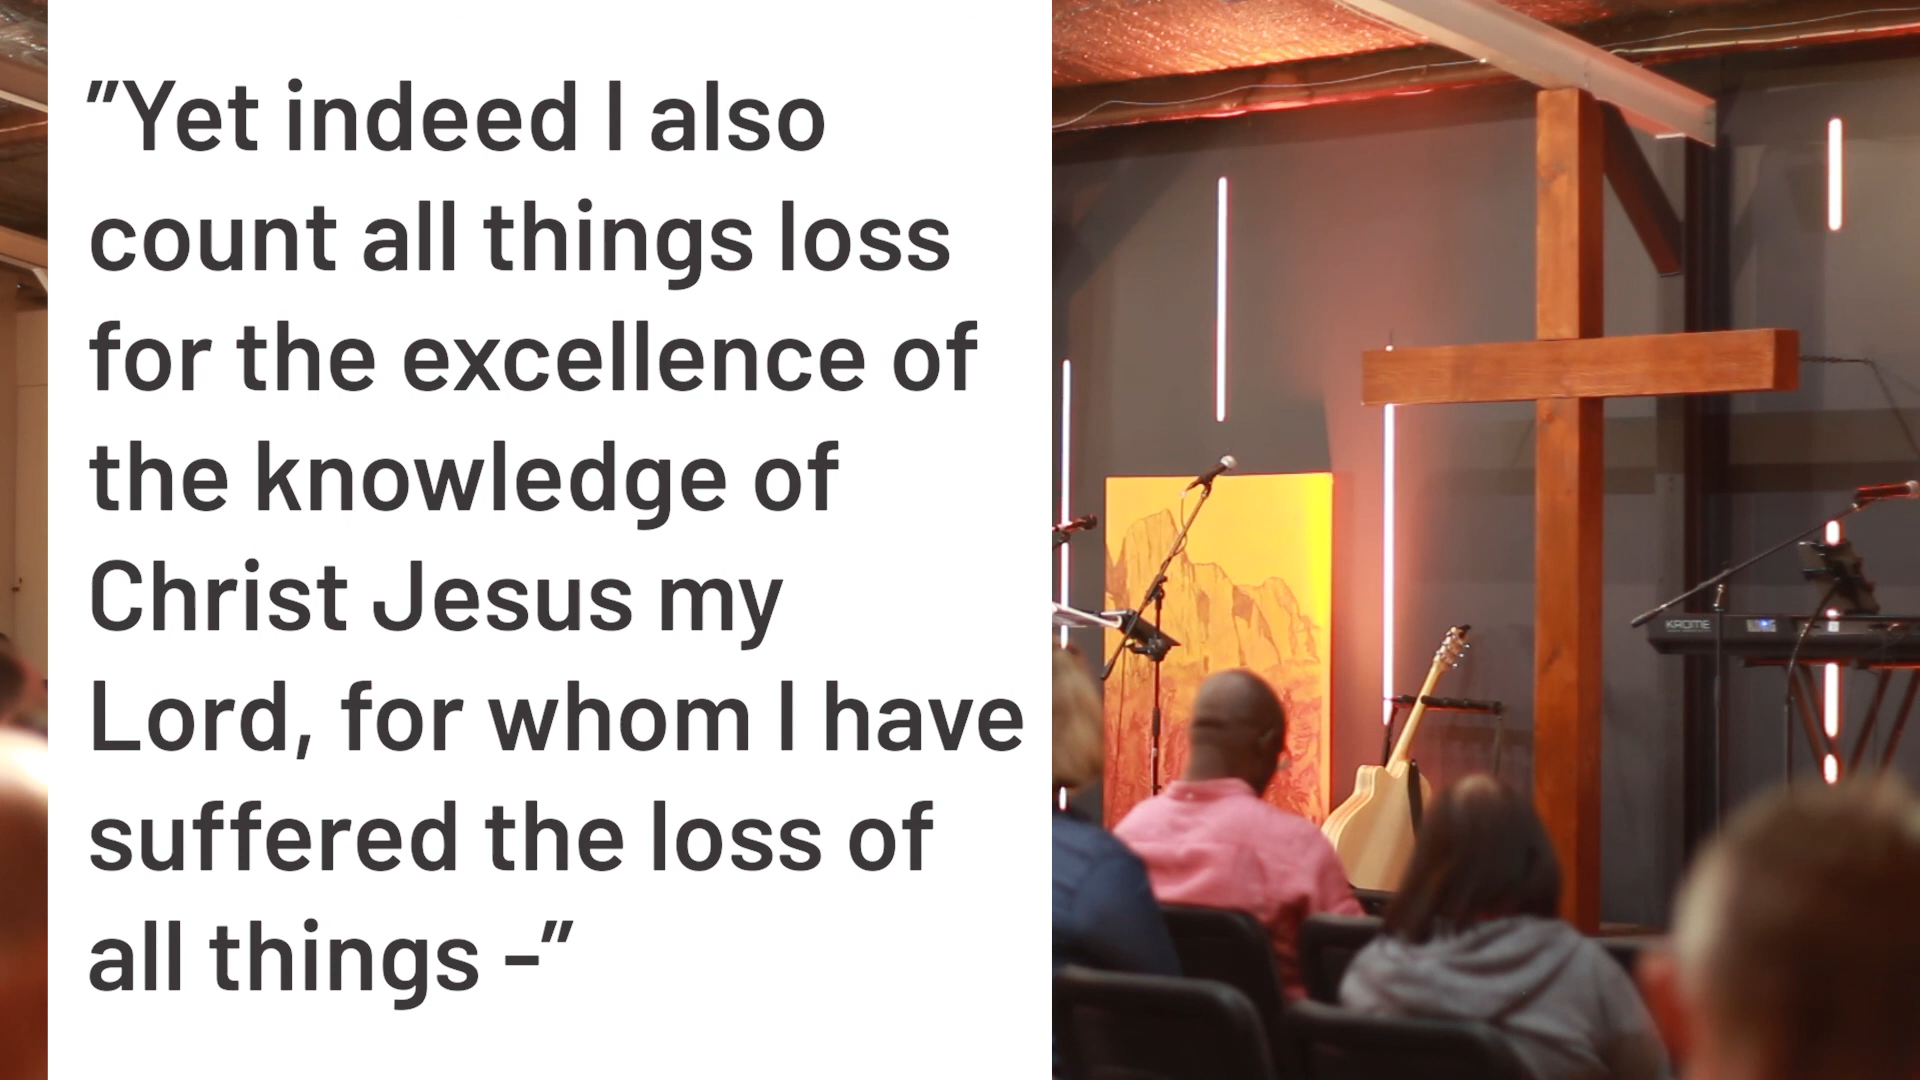 "Yet indeed I also
count all things loss
for the excellence of
the knowledge of
Christ Jesus my
Lord, for whom I have
suffered the loss of
all things -"
KROME